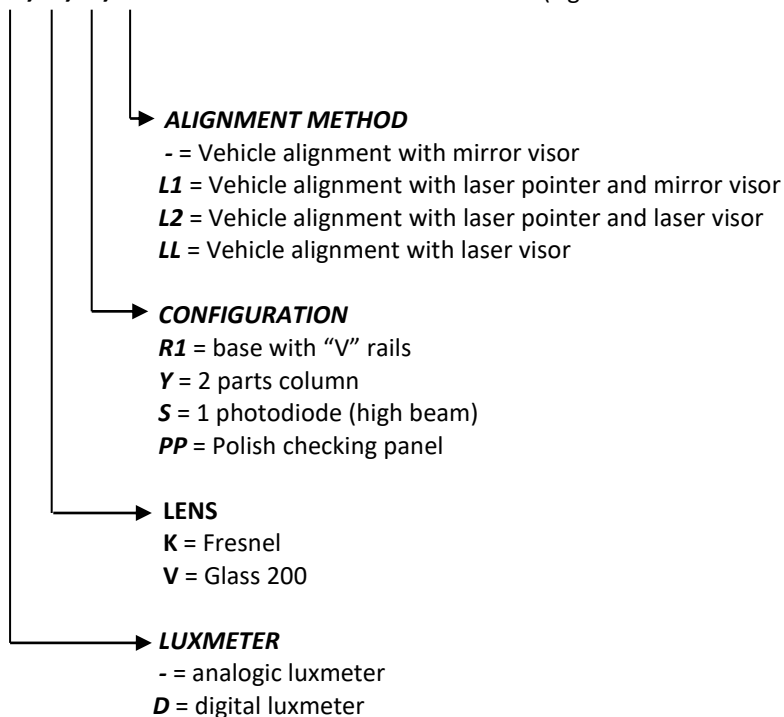 ALIGNMENT METHOD
- = Vehicle alignment with mirror visor
L1 = Vehicle alignment with laser pointer and mirror visor
L2 = Vehicle alignment with laser pointer and laser visor
LL = Vehicle alignment with laser visor
CONFIGURATION
R1 = base with “V” rails
Y = 2 parts column
S = 1 photodiode (high beam)
PP = Polish checking panel
LENS
K = Fresnel
V = Glass 200
LUXMETER
- = analogic luxmeter
D = digital luxmeter